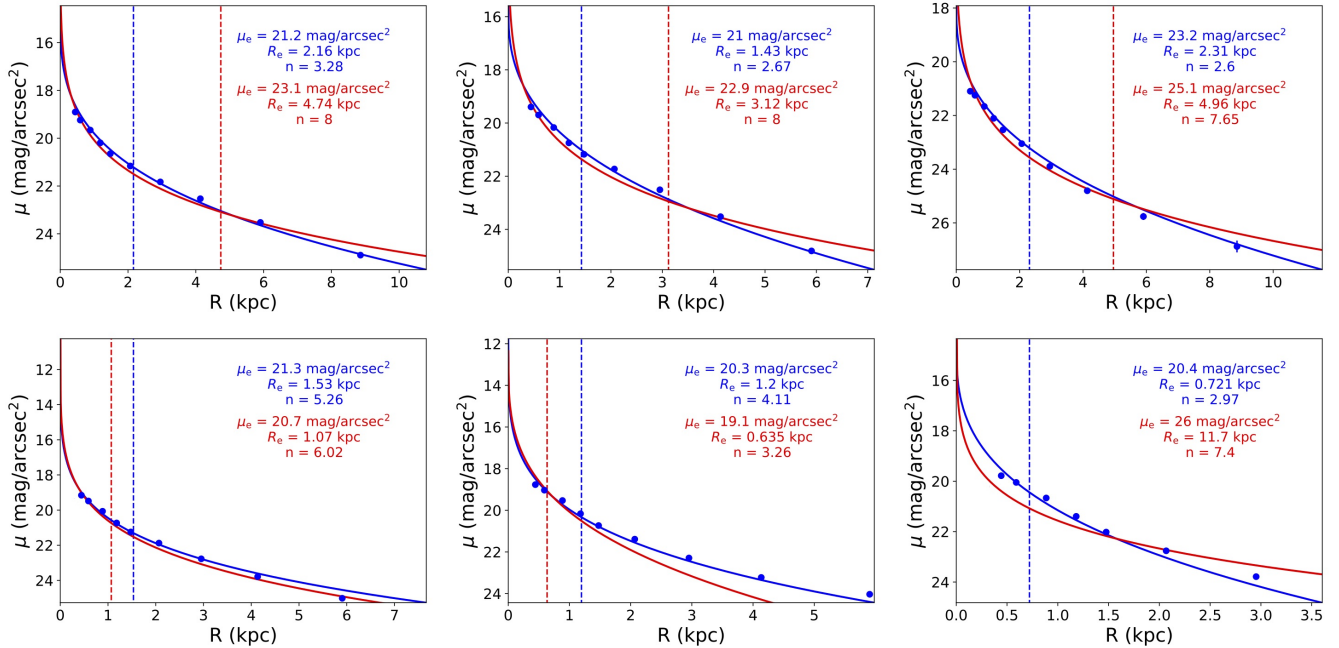 μe = 21.2 mag/arcsec²
Re = 2.16 kpc
n = 3.28
μe = 23.1 mag/arcsec²
Re = 4.74 kpc
n = 8
16
18
20
22
24
μ (mag/arcsec²)
0 2 4 6 8 10
R (kpc)
μe = 21 mag/arcsec²
Re = 1.43 kpc
n = 2.67
μe = 22.9 mag/arcsec²
Re = 3.12 kpc
n = 8
16
18
20
22
24
μ (mag/arcsec²)
0 1 2 3 4 5 6 7
R (kpc)
μe = 23.2 mag/arcsec²
Re = 2.31 kpc
n = 2.6
μe = 25.1 mag/arcsec²
Re = 4.96 kpc
n = 7.65
18
20
22
24
26
μ (mag/arcsec²)
0 2 4 6 8 10
R (kpc)
μe = 21.3 mag/arcsec²
Re = 1.53 kpc
n = 5.26
μe = 20.7 mag/arcsec²
Re = 1.07 kpc
n = 6.02
12
14
16
18
20
22
24
μ (mag/arcsec²)
0 1 2 3 4 5 6 7
R (kpc)
μe = 20.3 mag/arcsec²
Re = 1.2 kpc
n = 4.11
μe = 19.1 mag/arcsec²
Re = 0.635 kpc
n = 3.26
12
14
16
18
20
22
24
μ (mag/arcsec²)
0 1 2 3 4 5
R (kpc)
μe = 20.4 mag/arcsec²
Re = 0.721 kpc
n = 2.97
μe = 26 mag/arcsec²
Re = 11.7 kpc
n = 7.4
16
18
20
22
24
μ (mag/arcsec²)
0.0 0.5 1.0 1.5 2.0 2.5 3.0 3.5
R (kpc)